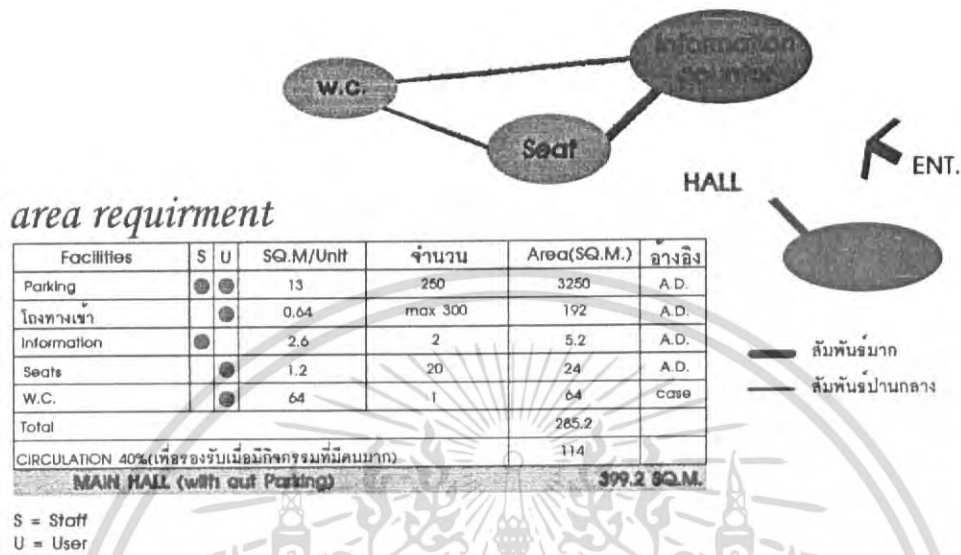 Information
counter
W.C.
Seat
ENT.
HALL
area requirment
Facilities S U SQ.M/Unit จำนวน Area(SQ.M.) อ้างอิง
Parking 13 250 3250 A.D.
โถงทางเข้า 0.64 max 300 192 A.D.
Information 2.6 2 5.2 A.D.
Seats 1.2 20 24 A.D.
W.C. 64 1 64 case
Total 285.2
CIRCULATION 40%(เพื่อรองรับเมื่อมีกิจกรรมที่มีคนมาก) 114
MAIN HALL (with out Parking) 399.2 SQ.M.
สัมพันธ์มาก
สัมพันธ์ปานกลาง
S = Staff
U = User